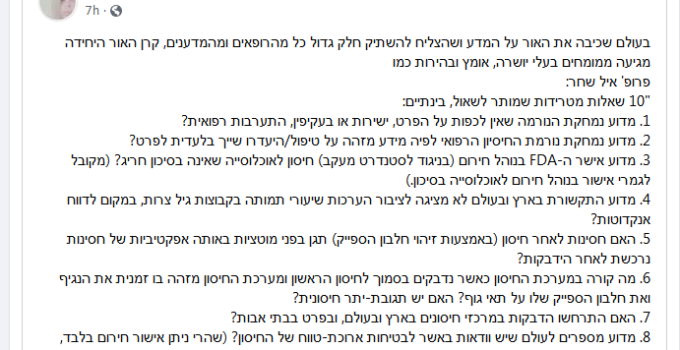 7h ·
בעולם שכיבה את האור על המדע ושהצליח להשתיק חלק גדול כל מהרופאים ומהמדענים, קרן האור היחידה
מגיעה ממומחים בעלי יושרה, אומץ ובהירות כמו
פרופ' איל שחר:
"10 שאלות מטרידות שמותר לשאול, בינתיים:
1. מדוע נמחקת הנורמה שאין לכפות על הפרט, ישירות או בעקיפין, התערבות רפואית?
2. מדוע נמחקת נורמת החיסיון הרפואי לפיה מידע מזהה על טיפול/היעדרו שייך בלעדית לפרט?
3. מדוע אישר ה-FDA בנוהל חירום (בניגוד לסטנדרט מעקב) חיסון לאוכלוסייה שאינה בסיכון חריג? (מקובל
לגמרי אישור בנוהל חירום לאוכלוסייה בסיכון.)
4. מדוע התקשורת בארץ ובעולם לא מציגה לציבור הערכות שיעורי תמותה בקבוצות גיל צרות, במקום לדווח
אנקדוטות?
5. האם חסינות לאחר חיסון (באמצעות זיהוי חלבון הספייק) תגן בפני מוטציות באותה אפקטיביות של חסינות
נרכשת לאחר הידבקות?
6. מה קורה במערכת החיסון כאשר נדבקים בסמוך לחיסון הראשון ומערכת החיסון מזהה בו זמנית את הנגיף
ואת חלבון הספייק שלו על תאי גוף? האם יש תגובת-יתר חיסונית?
7. האם התרחשו הדבקות במרכזי חיסונים בארץ ובעולם, ובפרט בבתי אבות?
8. מדוע מספרים לעולם שיש וודאות באשר לבטיחות ארוכת-טווח של החיסון? (שהרי ניתן אישור חירום בלבד,